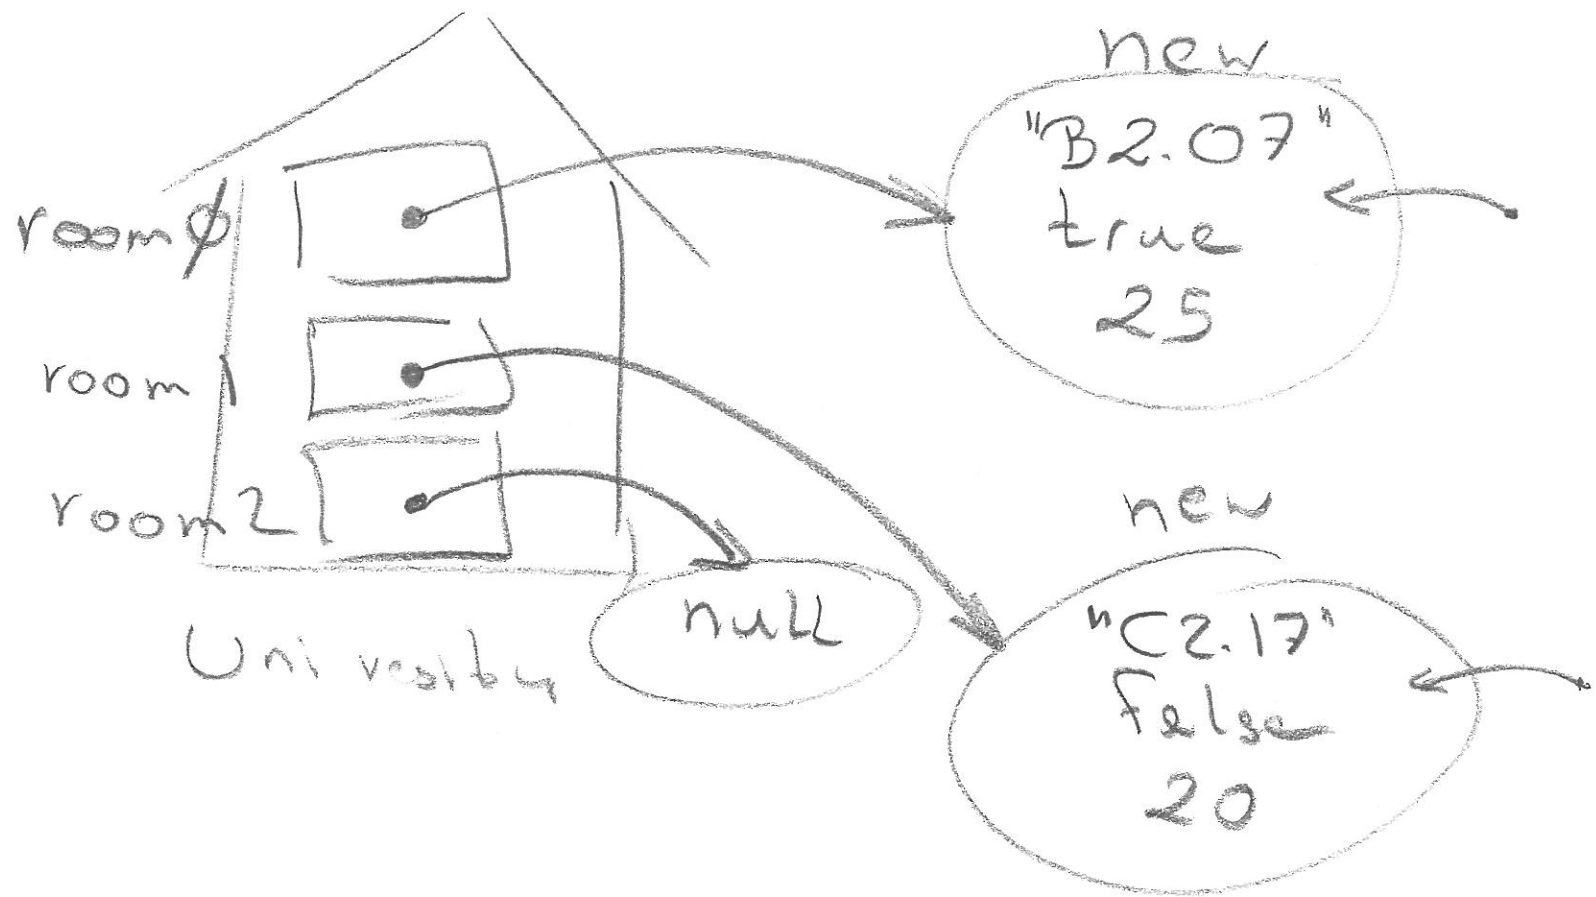 new
"B2.07"
true
25
room0
room1
room2
null
University
new
"C2.17"
False
20